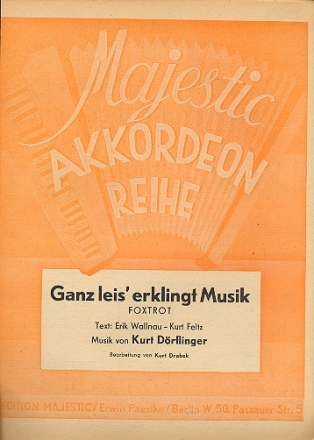 Majestic
AKKORDEON
REIHE
Ganz leis' erklingt Musik
FOXTROT
Text: Erik Wallnau – Kurt Feltz
Musik von Kurt Dörflinger
Bearbeitung von Kurt Drabek
EDITION MAJESTIC / Erwin Paesike / Berlin W 50, Passauer Str. 5